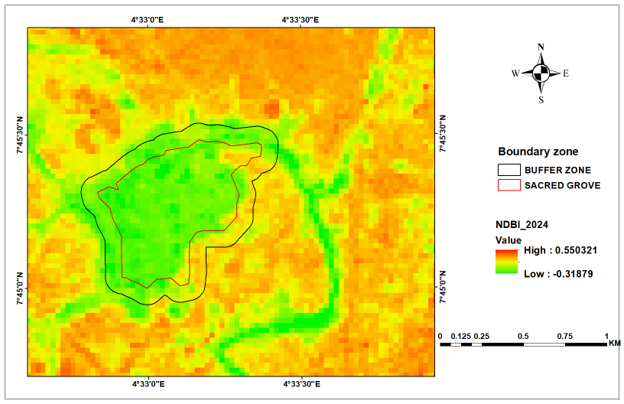 4°33'0"E 4°33'30"E
N
W E
S
7°45'30"N 7°45'30"N
Boundary zone
BUFFER ZONE
SACRED GROVE
NDBI_2024
Value
High : 0.550321
Low : -0.31879
7°45'0"N 7°45'0"N
0 0.125 0.25 0.5 0.75 1
KM
4°33'0"E 4°33'30"E